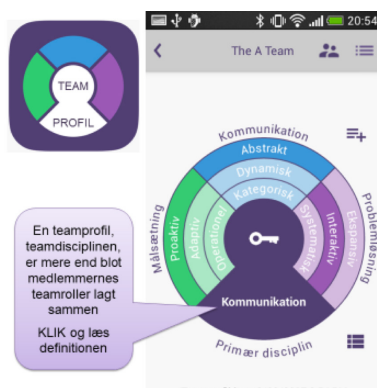 20:54
The A Team
TEAM
PROFIL
Kommunikation
Abstrakt
Dynamisk
Kategorisk
Målsætning
Proaktiv
Adaptiv
Operationel
Systematisk
Interaktiv
Ekspansiv
Problemløsning
Kommunikation
Primær disciplin
En teamprofil,
teamdisciplinen,
er mere end blot
medlemmernes
teamroller lagt
sammen
KLIK og læs
definitionen